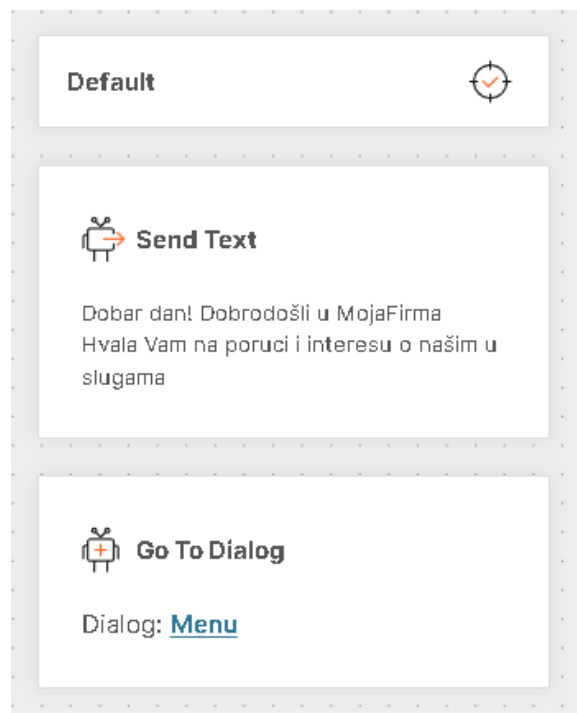 Default
Send Text
Dobar dan! Dobrodošli u MojaFirma
Hvala Vam na poruci i interesu o našim u
slugama
Go To Dialog
Dialog: Menu